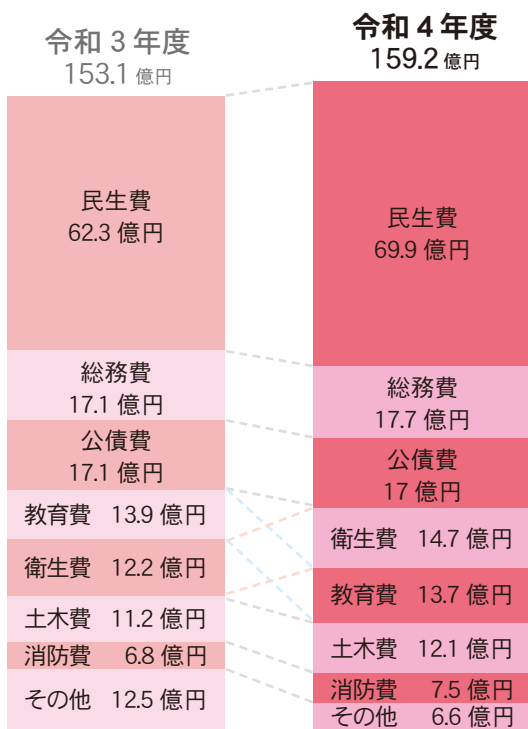 令和 3 年度
153.1 億円
民生費
62.3 億円
総務費
17.1 億円
公債費
17.1 億円
教育費 13.9 億円
衛生費 12.2 億円
土木費 11.2 億円
消防費 6.8 億円
その他 12.5 億円
令和 4 年度
159.2 億円
民生費
69.9 億円
総務費
17.7 億円
公債費
17 億円
衛生費 14.7 億円
教育費 13.7 億円
土木費 12.1 億円
消防費 7.5 億円
その他 6.6 億円